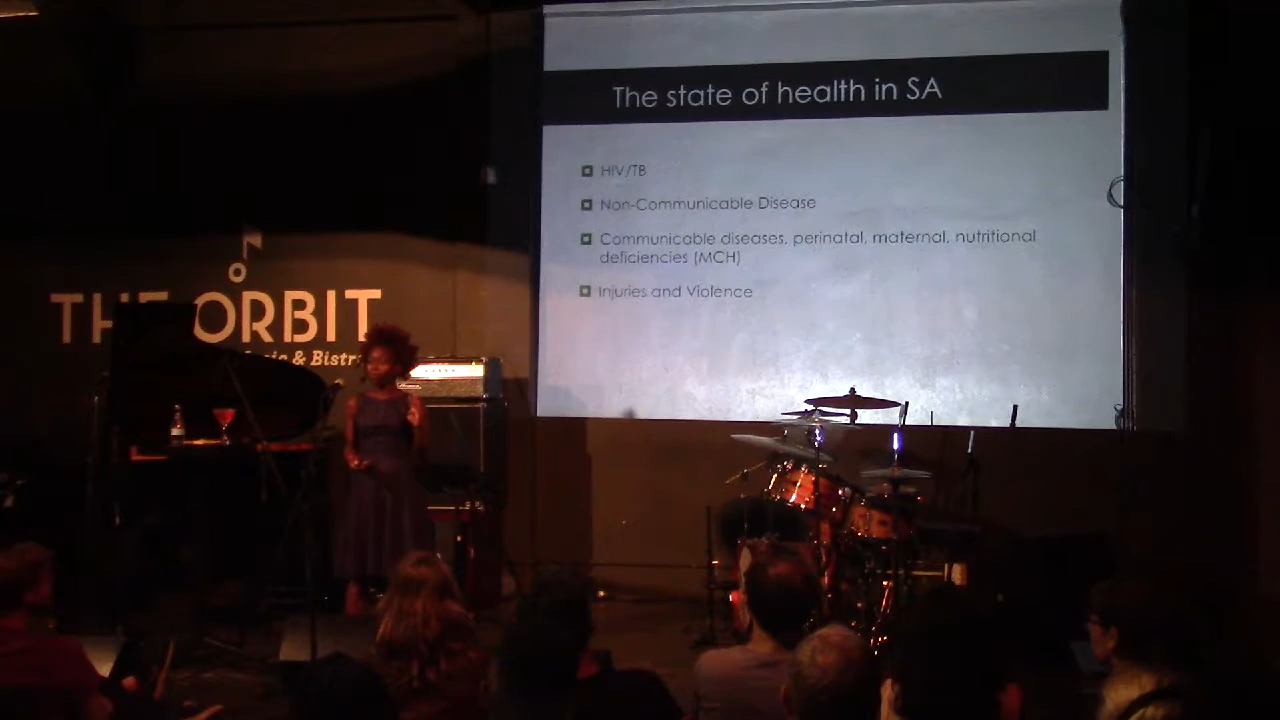 The state of health in SA
HIV/TB
Non-Communicable Disease
Communicable diseases, perinatal, maternal, nutritional
deficiencies (MCH)
Injuries and Violence
THE ORBIT
& Bistro